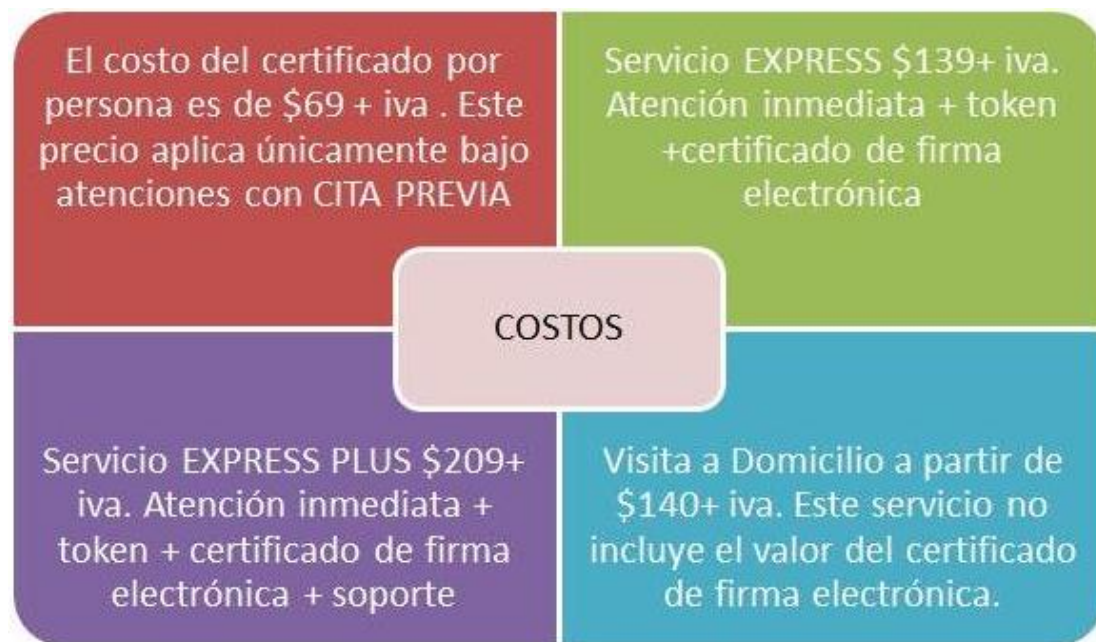 El costo del certificado por
persona es de $69 + iva . Este
precio aplica únicamente bajo
atenciones con CITA PREVIA
Servicio EXPRESS $139+ iva.
Atención inmediata + token
+certificado de firma
electrónica
COSTOS
Servicio EXPRESS PLUS $209+
iva. Atención inmediata +
token + certificado de firma
electrónica + soporte
Visita a Domicilio a partir de
$140+ iva. Este servicio no
incluye el valor del certificado
de firma electrónica.